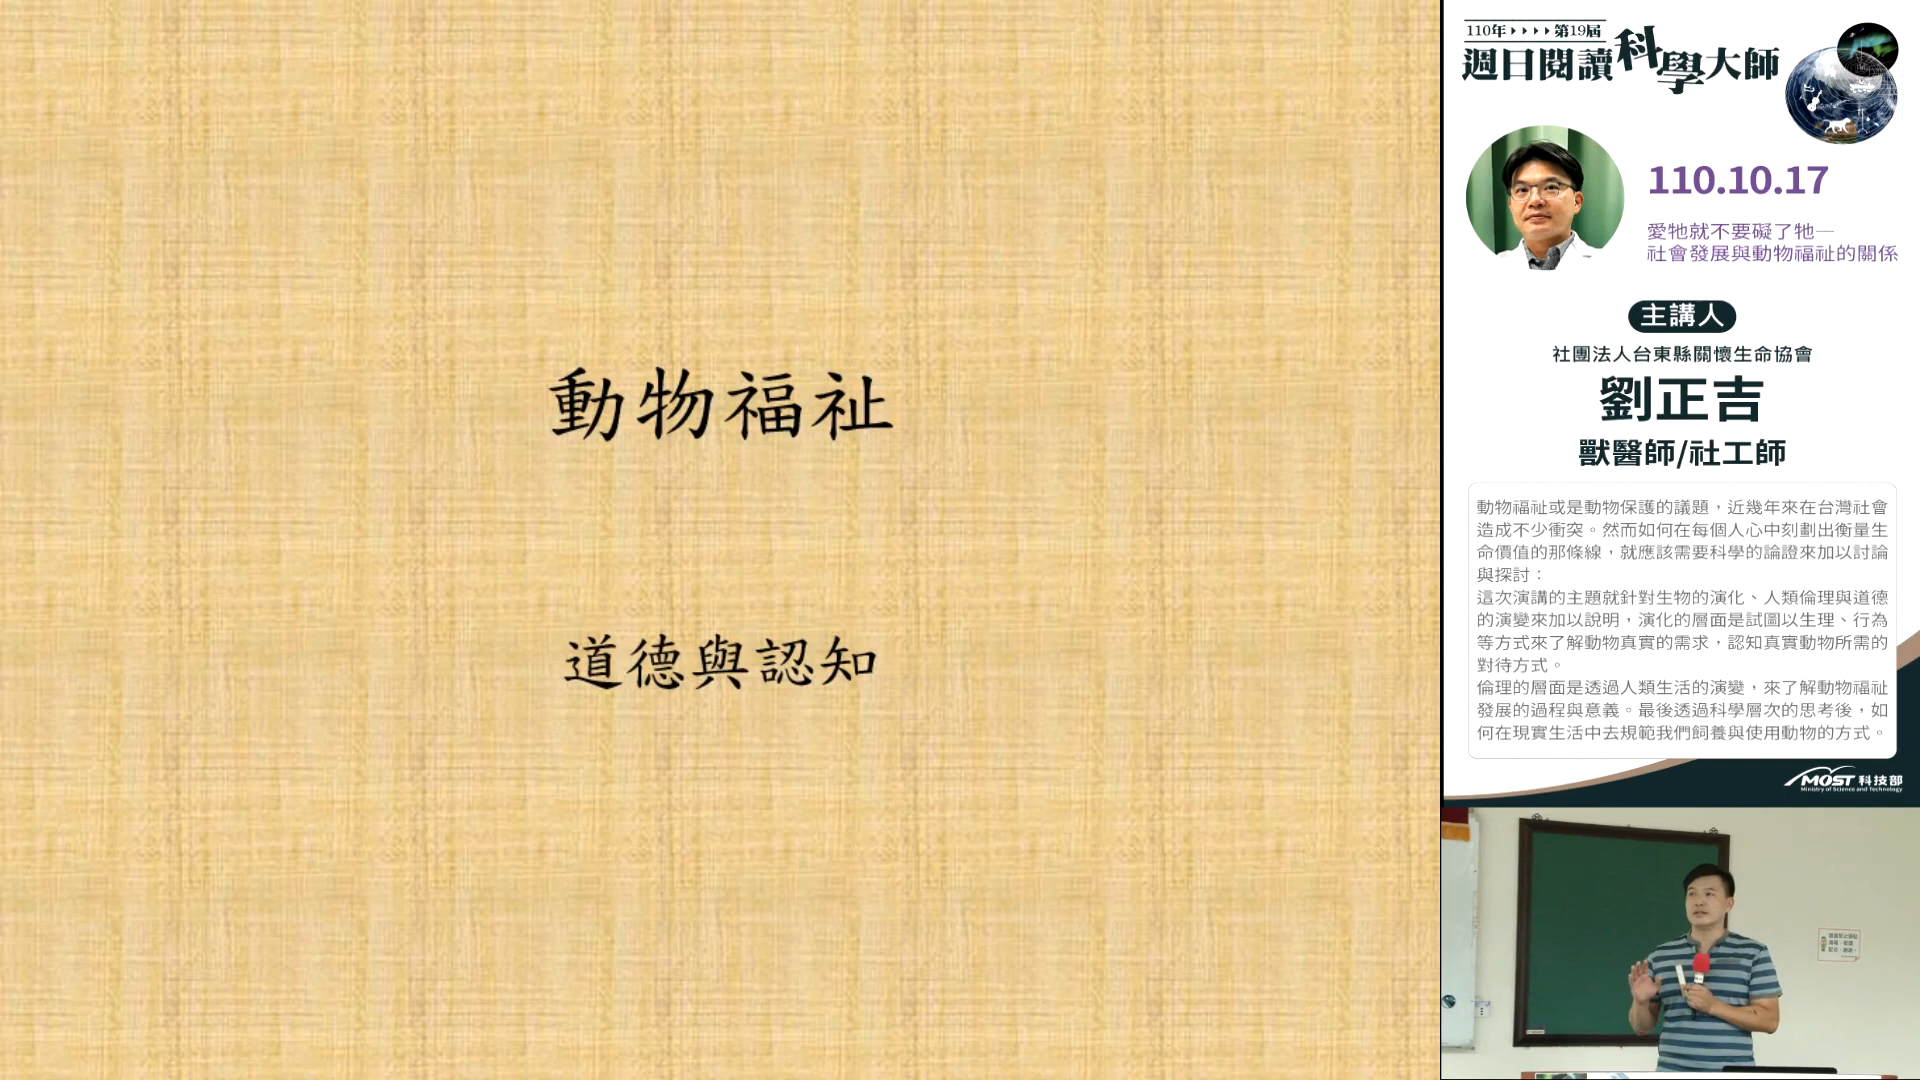 動物福祉
道德與認知
110年 第19屆
週日閱讀科學大師
110.10.17
愛牠就不要礙了牠—
社會發展與動物福祉的關係
主講人
社團法人台東縣關懷生命協會
劉正吉
獸醫師/社工師
動物福祉或是動物保護的議題，近幾年來在台灣社會
造成不少衝突。然而如何在每個人心中刻劃出衡量生
命價值的那條線，就應該需要科學的論證來加以討論
與探討：
這次演講的主題就針對生物的演化、人類倫理與道德
的演變來加以說明，演化的層面是試圖以生理、行為
等方式來了解動物真實的需求，認知真實動物所需的
對待方式。
倫理的層面是透過人類生活的演變，來了解動物福祉
發展的過程與意義。最後透過科學層次的思考後，如
何在現實生活中去規範我們飼養與使用動物的方式。
MOST 科技部
Ministry of Science and Technology